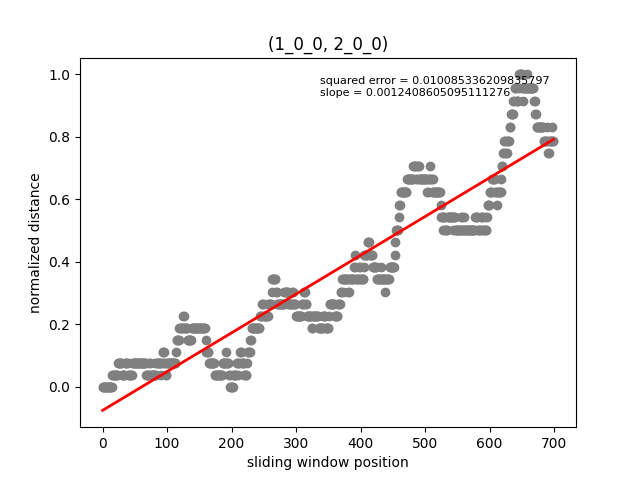 (1_0_0, 2_0_0)
squared error = 0.010085336209835797
slope = 0.0012408605095111276
1.0
0.8
0.6
0.4
0.2
0.0
normalized distance
0 100 200 300 400 500 600 700
sliding window position